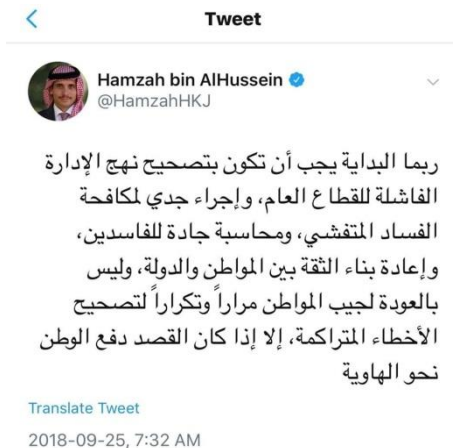 Tweet
Hamzah bin AlHussein
@HamzahHKJ
ربما البداية يجب أن تكون بتصحيح نهج الإدارة
الفاشلة للقطاع العام، وإجراء جدي لمكافحة
الفساد المتفشي، ومحاسبة جادة للفاسدين،
وإعادة بناء الثقة بين المواطن والدولة، وليس
بالعودة لجيب المواطن مراراً وتكراراً لتصحيح
الأخطاء المتراكمة، إلا إذا كان القصد دفع الوطن
نحو الهاوية
Translate Tweet
2018-09-25, 7:32 AM